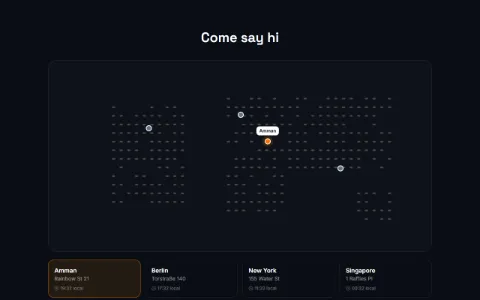 Come say hi
Amman
Amman
Rainbow St 21
Berlin
Torstraße 140
New York
155 Water St
Singapore
1 Raffles Pl